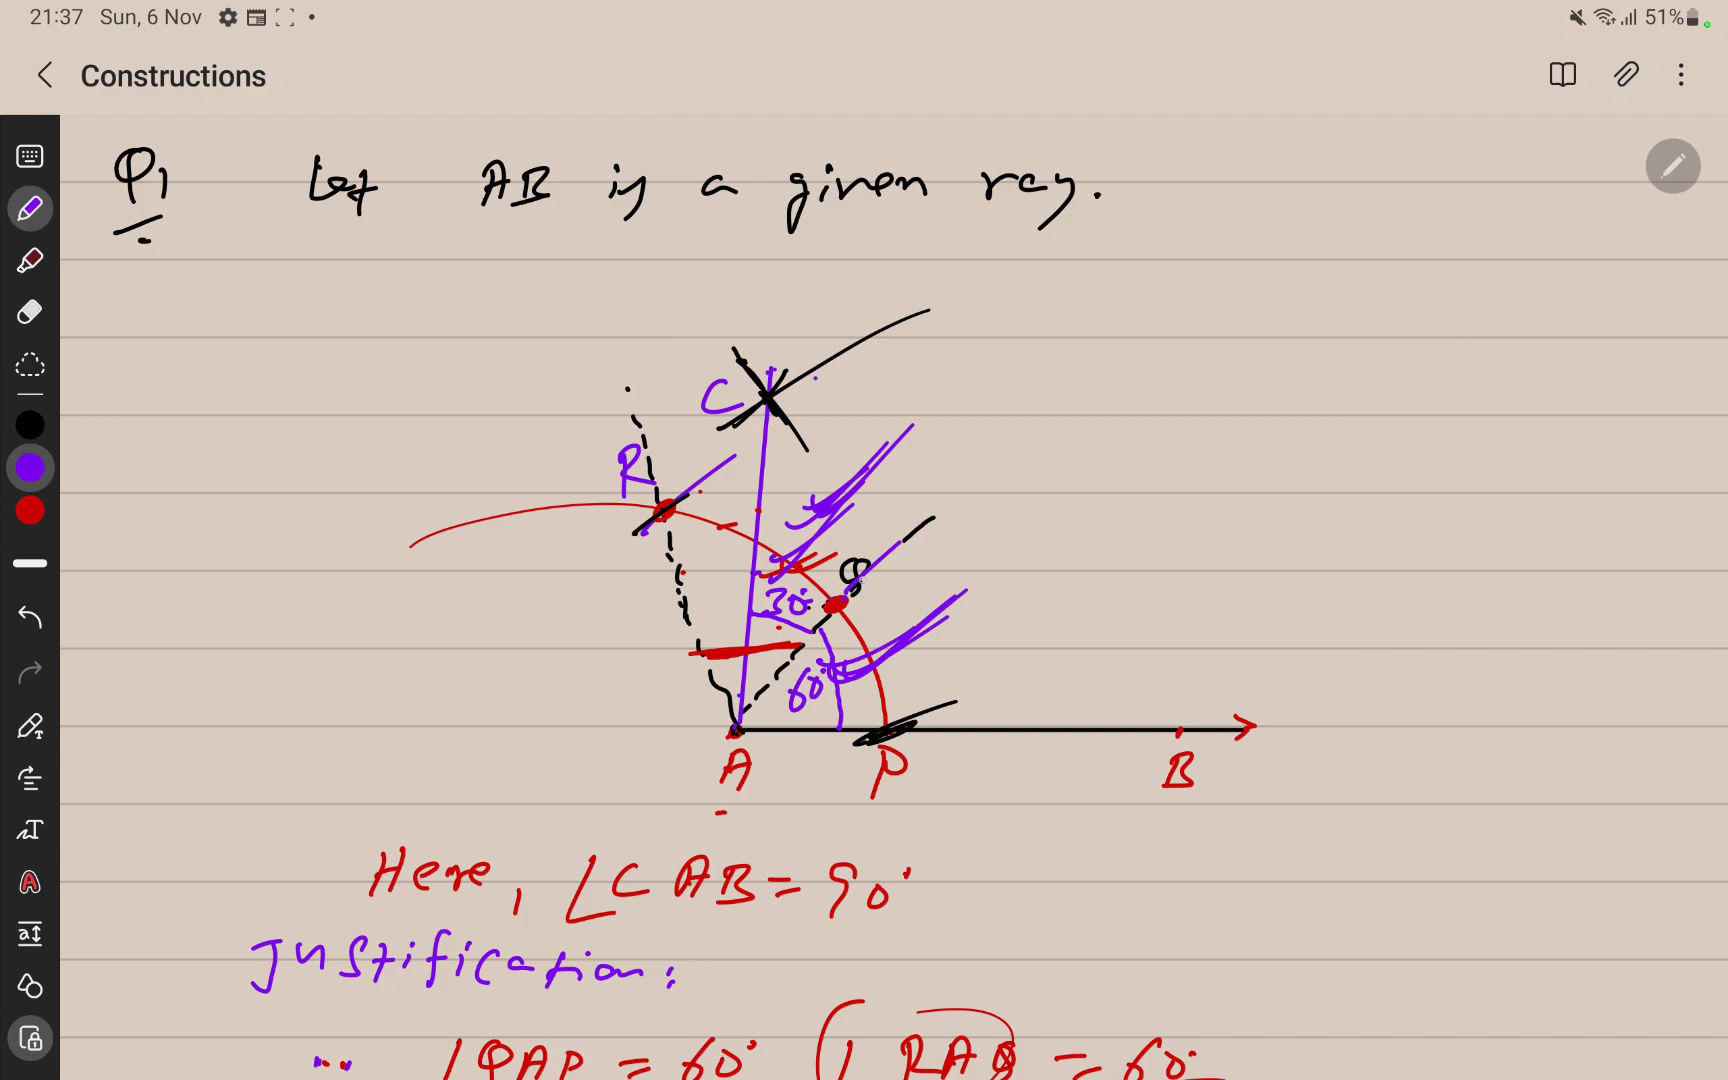 21:37 Sun, 6 Nov 51%
Constructions
Q1 Let AB is a given ray.
C
R
Q
30°
60°
A P B
Here, ∠CAB = 90°
Justification:
∠QAP = 60° ( ∠RAQ = 60°